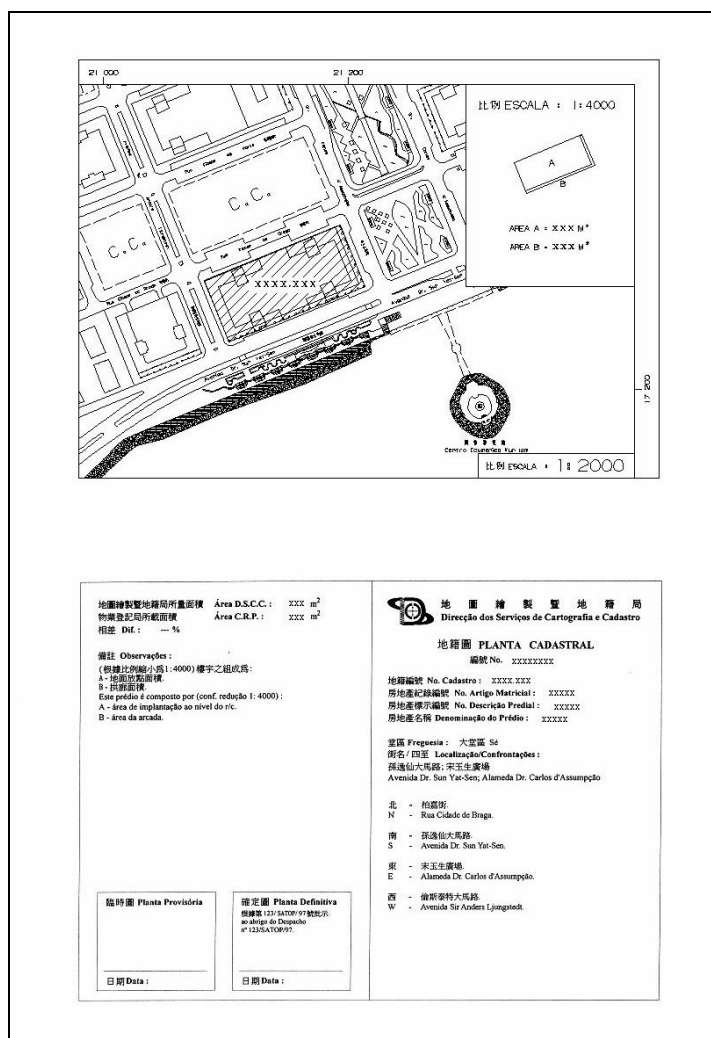 21 000
21 200
比例 ESCALA : 1:4000
A
B
AREA A = XXX M²
AREA B = XXX M²
C.C.
C.C.
C.C.
XXXX.XXX
17 200
Centro Ecuménico Kun Iam
比例 ESCALA : 1: 2000
地圖繪製暨地籍局所量面積 Área D.S.C.C. : XXX m²
物業登記局所載面積 Área C.R.P. : XXX m²
相差 Dif. : --- %
備註 Observações :
(根據比例縮小爲1:4000) 樓宇之組成爲:
A - 地面放點面積.
B - 拱廊面積.
Este prédio é composto por (conf. redução 1: 4000) :
A - área de implantação ao nível do r/c.
B - área da arcada.
臨時圖 Planta Provisória
日期 Data :
確定圖 Planta Definitiva
根據第 123/SATOP/97 號批示.
ao abrigo do Despacho
nº 123/SATOP/97.
日期 Data :
地圖繪製暨地籍局
Direcção dos Serviços de Cartografia e Cadastro
地籍圖 PLANTA CADASTRAL
編號 No. XXXXXXXX
地籍編號 No. Cadastro : XXXX.XXX
房地產紀錄編號 No. Artigo Matricial : XXXXX
房地產標示編號 No. Descrição Predial : XXXXX
房地產名稱 Denominação do Prédio : XXXXX
堂區 Freguesia : 大堂區 Sé
街名 / 四至 Localização/Confrontações :
孫逸仙大馬路; 宋玉生廣場
Avenida Dr. Sun Yat-Sen; Alameda Dr. Carlos d'Assumpção
北 - 柏嘉街.
N - Rua Cidade de Braga.
南 - 孫逸仙大馬路.
S - Avenida Dr. Sun Yat-Sen.
東 - 宋玉生廣場.
E - Alameda Dr. Carlos d'Assumpção.
西 - 倫斯泰特大馬路.
W - Avenida Sir Anders Ljungstedt.